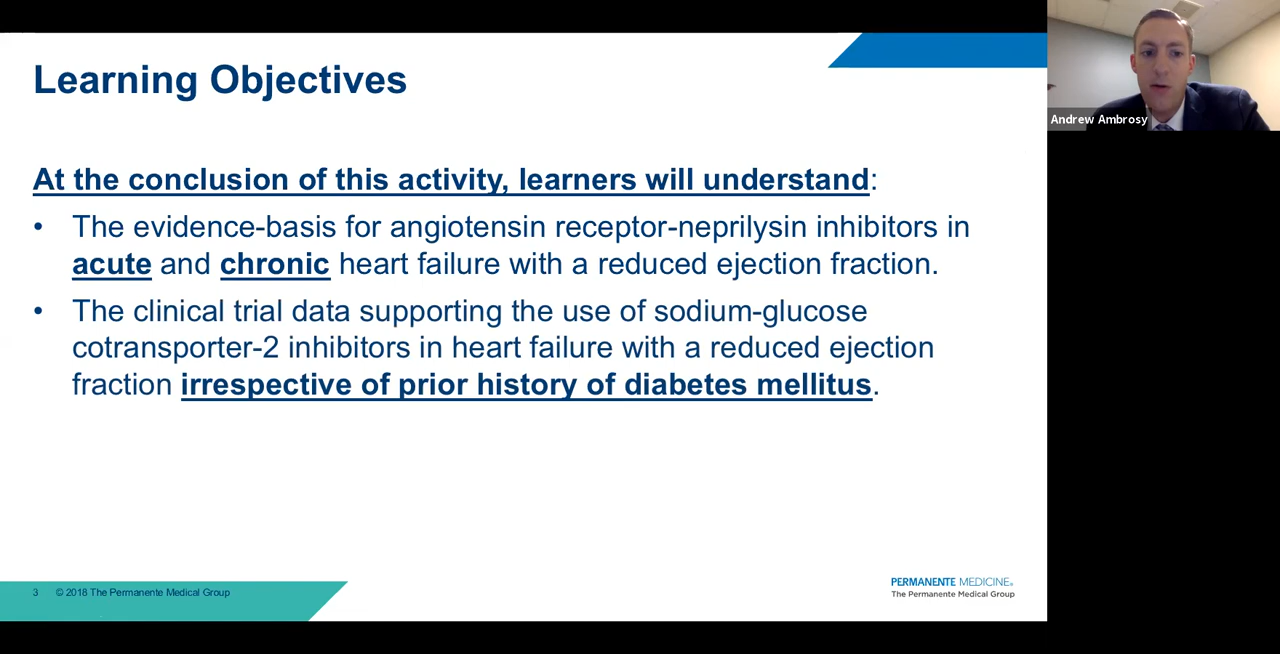 Learning Objectives
At the conclusion of this activity, learners will understand:
• The evidence-basis for angiotensin receptor-neprilysin inhibitors in
acute and chronic heart failure with a reduced ejection fraction.
• The clinical trial data supporting the use of sodium-glucose
cotransporter-2 inhibitors in heart failure with a reduced ejection
fraction irrespective of prior history of diabetes mellitus.
3 © 2018 The Permanente Medical Group
PERMANENTE MEDICINE®
The Permanente Medical Group
Andrew Ambrosy